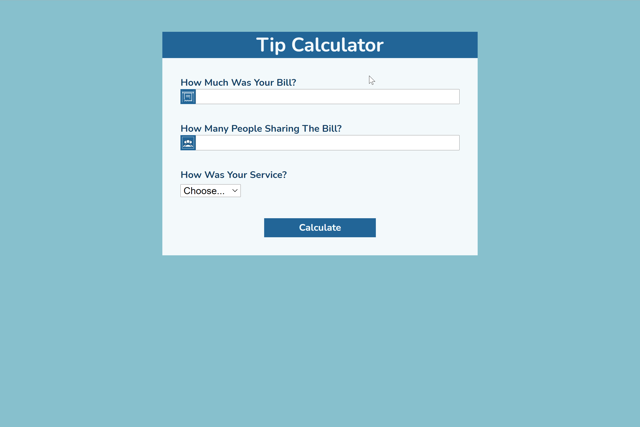 Tip Calculator
How Much Was Your Bill?
How Many People Sharing The Bill?
How Was Your Service?
Choose...
Calculate